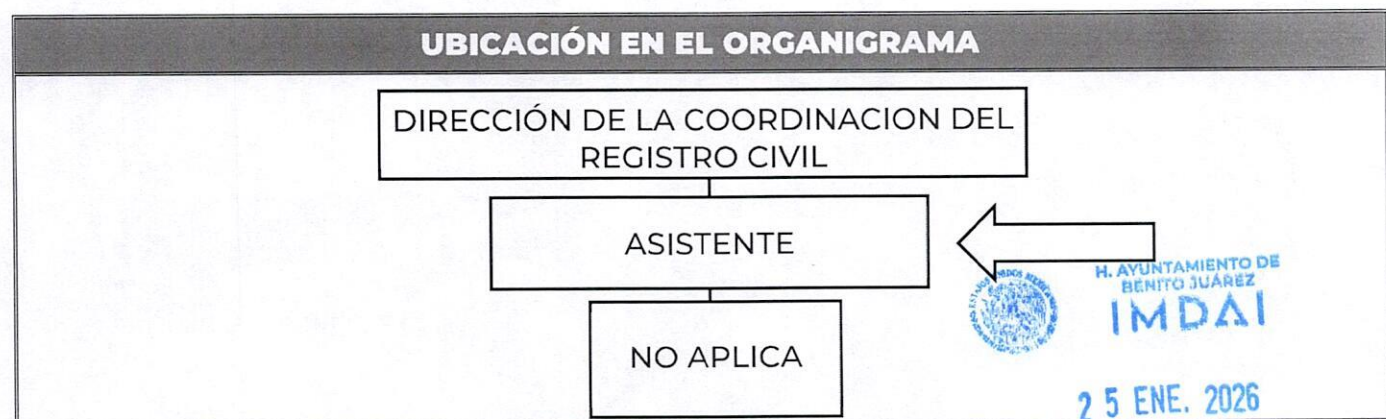 UBICACIÓN EN EL ORGANIGRAMA
DIRECCIÓN DE LA COORDINACION DEL
REGISTRO CIVIL
ASISTENTE
NO APLICA
H. AYUNTAMIENTO DE
BENITO JUÁREZ
IMDAI
25 ENE. 2026